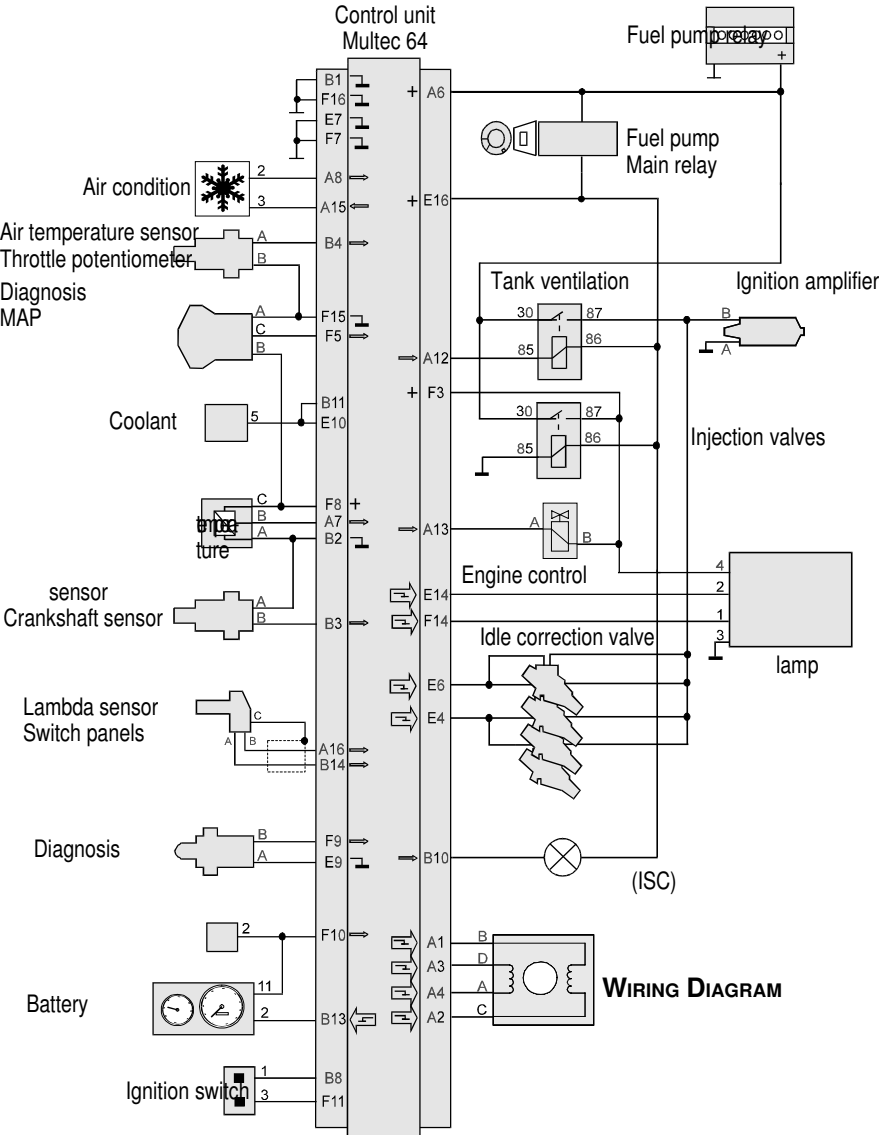 Control unit
Multec 64
Fuel pump relay
+
B1
F16
E7
F7
+ A6
Fuel pump
Main relay
Air condition
2
3
A8
A15
+ E16
Air temperature sensor
Throttle potentiometer
A
B
B4
Diagnosis
MAP
A
C
B
F15
F5
Tank ventilation
30
87
85
86
A12
Ignition amplifier
B
A
+ F3
30
87
85
86
Injection valves
Coolant
5
B11
E10
C
B
A
F8 +
A7
B2
ture
A13
A
B
Engine control
sensor
Crankshaft sensor
A
B
B3
E14
F14
4
2
1
3
lamp
Idle correction valve
E6
E4
Lambda sensor
Switch panels
C
A
B
A16
B14
Diagnosis
B
A
F9
E9
B10
(ISC)
2
F10
A1
A3
A4
A2
B
D
A
C
Wiring Diagram
Battery
11
2
B13
Ignition switch
1
3
B8
F11